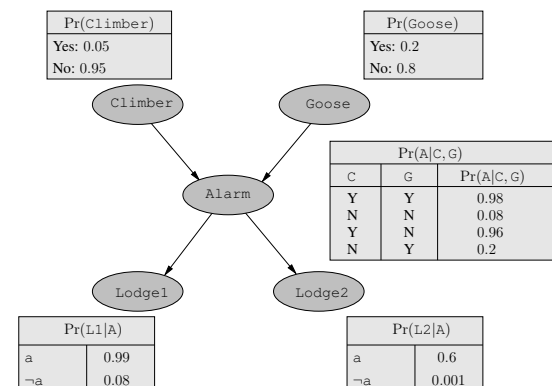 Pr(Climber)
Yes: 0.05
No: 0.95
Pr(Goose)
Yes: 0.2
No: 0.8
Climber
Goose
Alarm
Pr(A|C, G)
C G Pr(A|C, G)
Y Y 0.98
N N 0.08
Y N 0.96
N Y 0.2
Lodge1
Lodge2
Pr(L1|A)
a 0.99
¬a 0.08
Pr(L2|A)
a 0.6
¬a 0.001